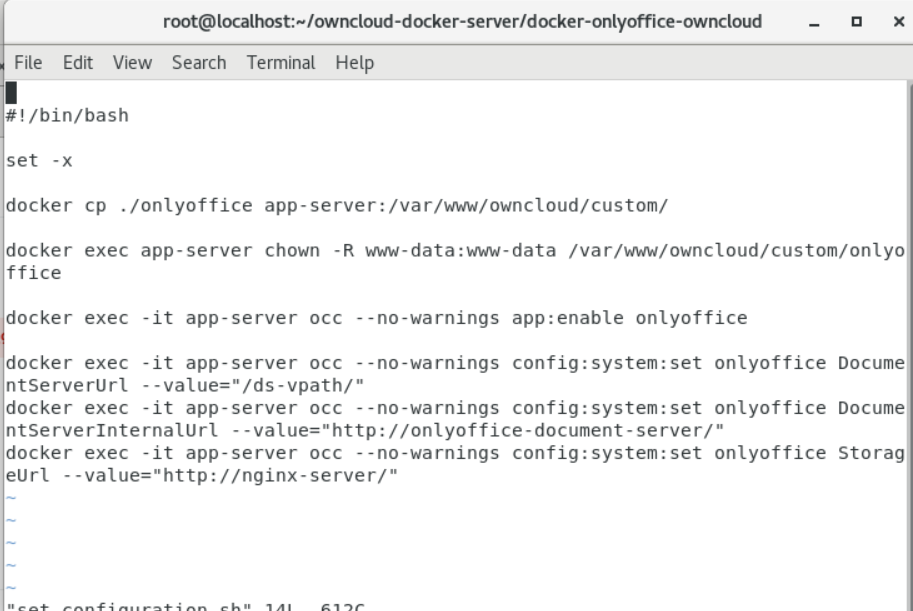 root@localhost:~/owncloud-docker-server/docker-onlyoffice-owncloud
File Edit View Search Terminal Help
#!/bin/bash
set -x
docker cp ./onlyoffice app-server:/var/www/owncloud/custom/
docker exec app-server chown -R www-data:www-data /var/www/owncloud/custom/onlyo
ffice
docker exec -it app-server occ --no-warnings app:enable onlyoffice
docker exec -it app-server occ --no-warnings config:system:set onlyoffice Docume
ntServerUrl --value="/ds-vpath/"
docker exec -it app-server occ --no-warnings config:system:set onlyoffice Docume
ntServerInternalUrl --value="http://onlyoffice-document-server/"
docker exec -it app-server occ --no-warnings config:system:set onlyoffice Storag
eUrl --value="http://nginx-server/"
~
~
~
~
~
"set_configuration.sh" 14L, 612C